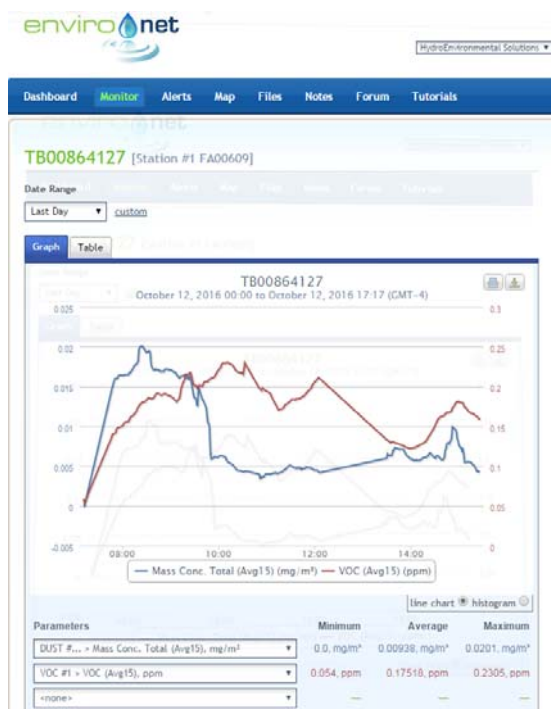 enviro net
HydroEnvironmental Solutions
Dashboard Monitor Alerts Map Files Notes Forum Tutorials
TB00864127 [Station #1 FA00609]
Date Range
Last Day custom
Graph Table
TB00864127
October 12, 2016 00:00 to October 12, 2016 17:17 (GMT-4)
0.025 0.3
0.02 0.25
0.015 0.2
0.01 0.15
0.005 0.1
0 0.05
-0.005 0
08:00 10:00 12:00 14:00
Mass Conc. Total (Avg15) (mg/m³) VOC (Avg15) (ppm)
line chart histogram
Parameters Minimum Average Maximum
DUST #... > Mass Conc. Total (Avg15), mg/m³ 0.0, mg/m³ 0.00938, mg/m³ 0.0201, mg/m³
VOC #1 > VOC (Avg15), ppm 0.054, ppm 0.17518, ppm 0.2305, ppm
<none> — — —